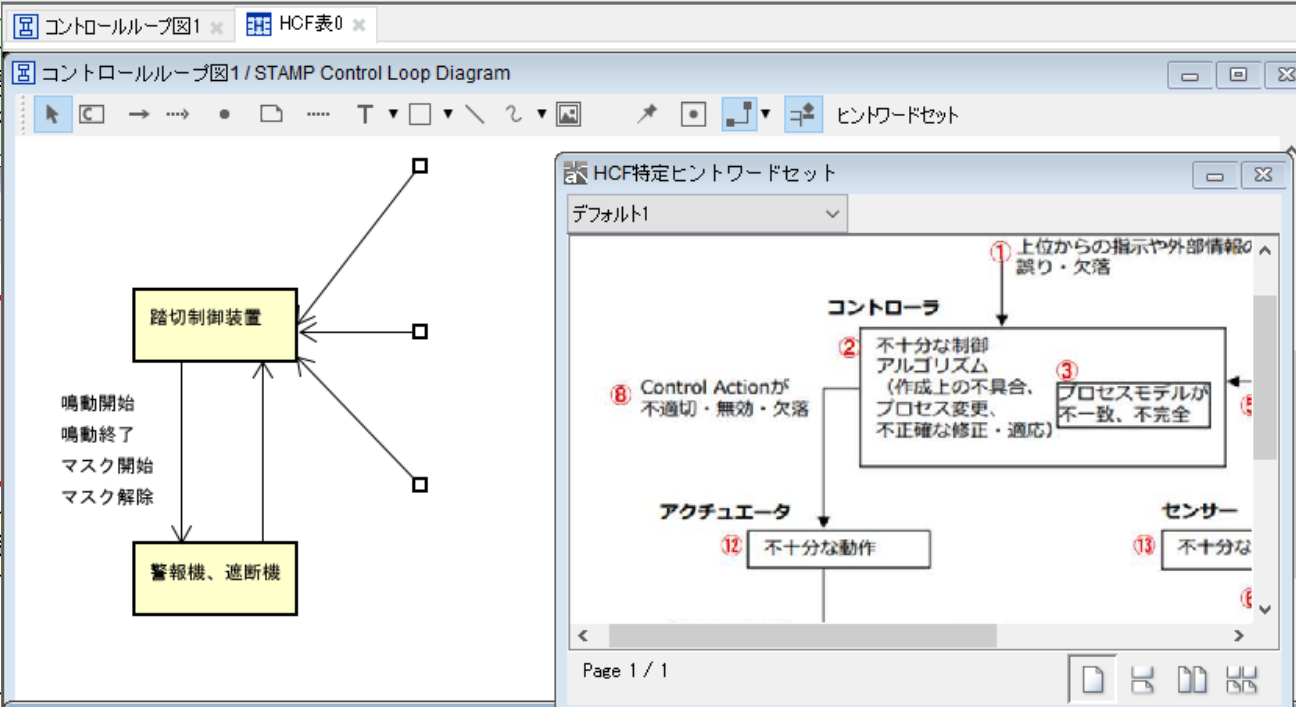 コントロールループ図1
HCF表0
コントロールループ図1 / STAMP Control Loop Diagram
ヒントワードセット
踏切制御装置
鳴動開始
鳴動終了
マスク開始
マスク解除
警報機、遮断機
HCF特定ヒントワードセット
デフォルト1
① 上位からの指示や外部情報の
誤り・欠落
コントローラ
② 不十分な制御
アルゴリズム
(作成上の不具合、
プロセス変更、
不正確な修正・適応)
③
プロセスモデルが
不一致、不完全
⑧ Control Actionが
不適切・無効・欠落
アクチュエータ
⑫ 不十分な動作
センサー
⑬ 不十分な
Page 1 / 1